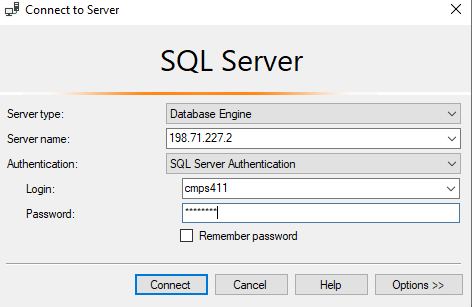 Connect to Server
SQL Server
Server type: Database Engine
Server name: 198.71.227.2
Authentication: SQL Server Authentication
Login: cmps411
Password: ********
Remember password
Connect Cancel Help Options >>